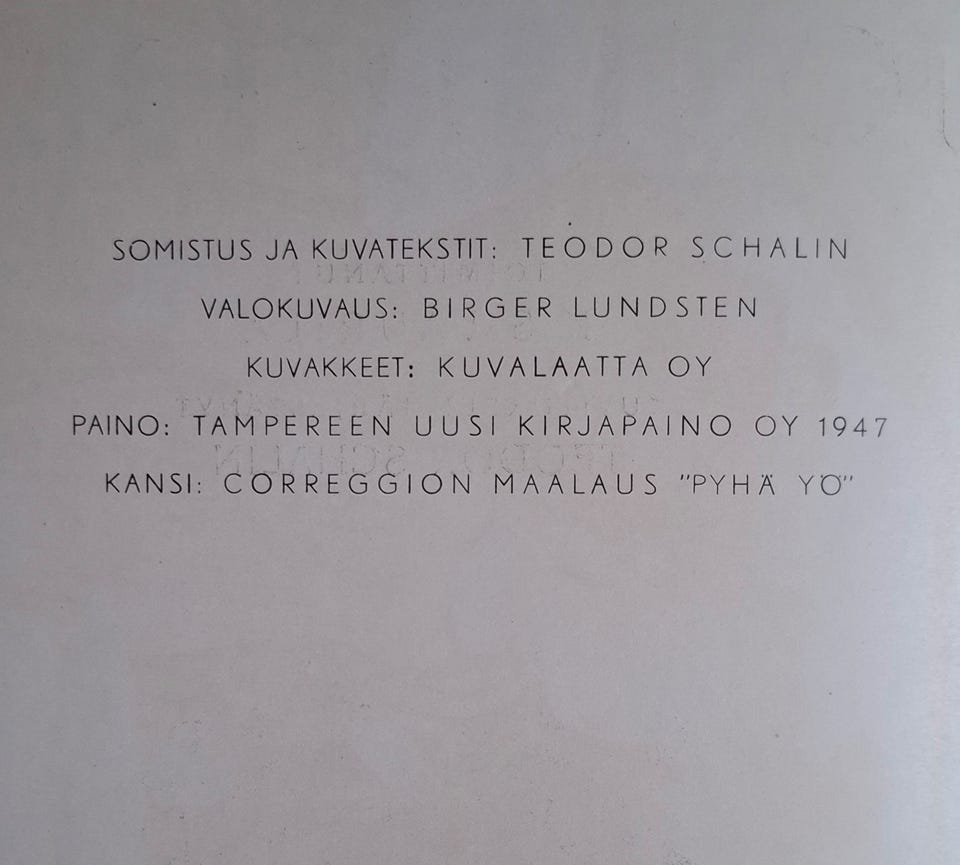 SOMISTUS JA KUVATEKSTIT: TEODOR SCHALIN
VALOKUVAUS: BIRGER LUNDSTEN
KUVAKKEET: KUVALAATTA OY
PAINO: TAMPEREEN UUSI KIRJAPAINO OY 1947
KANSI: CORREGGION MAALAUS "PYHÄ YÖ"